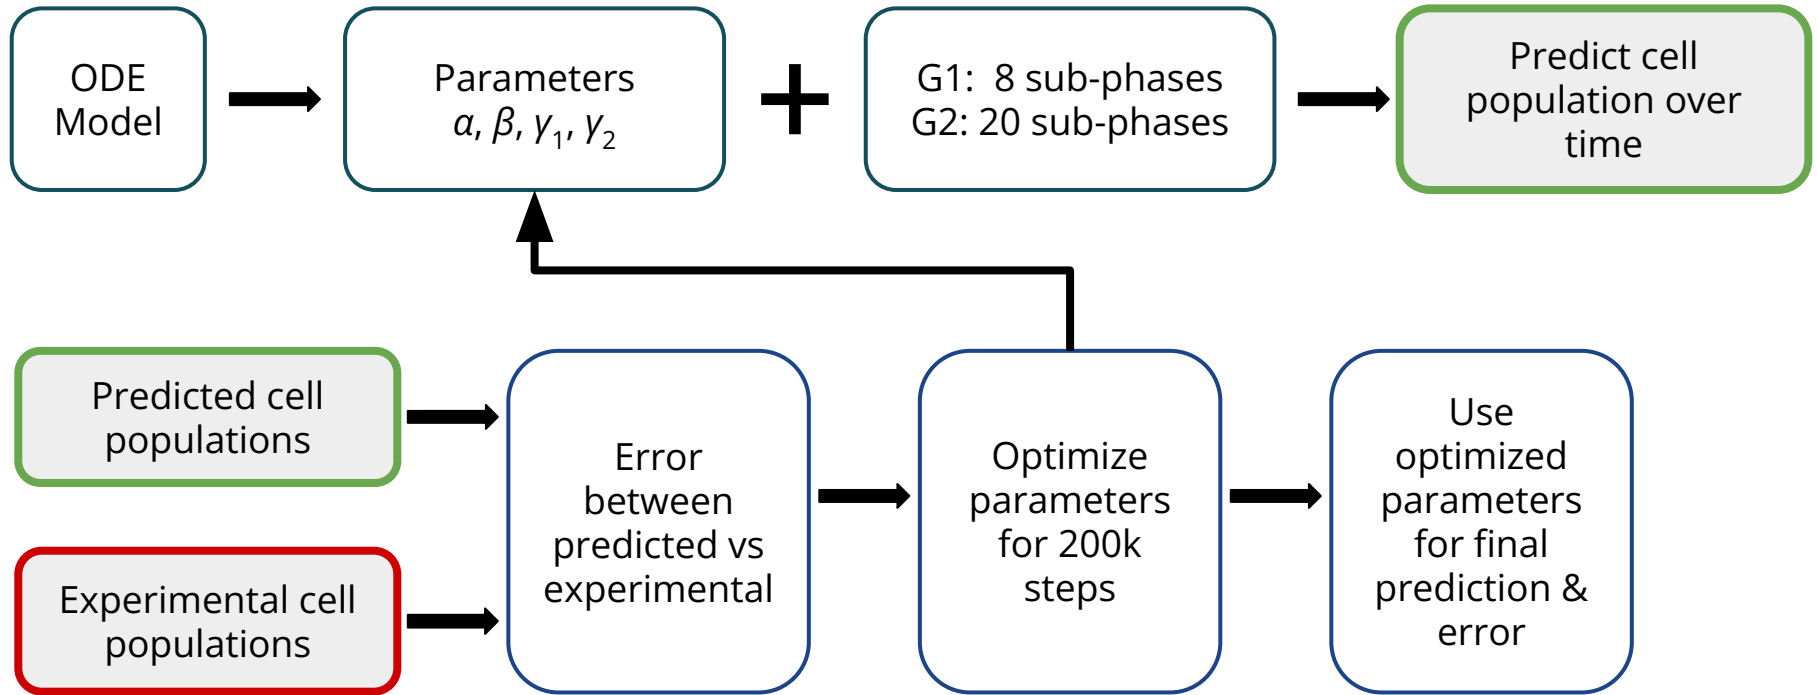 ODE
Model
Parameters
α, β, γ₁, γ₂
+
G1:  8 sub-phases
G2: 20 sub-phases
Predict cell
population over
time
Predicted cell
populations
Experimental cell
populations
Error
between
predicted vs
experimental
Optimize
parameters
for 200k
steps
Use
optimized
parameters
for final
prediction &
error